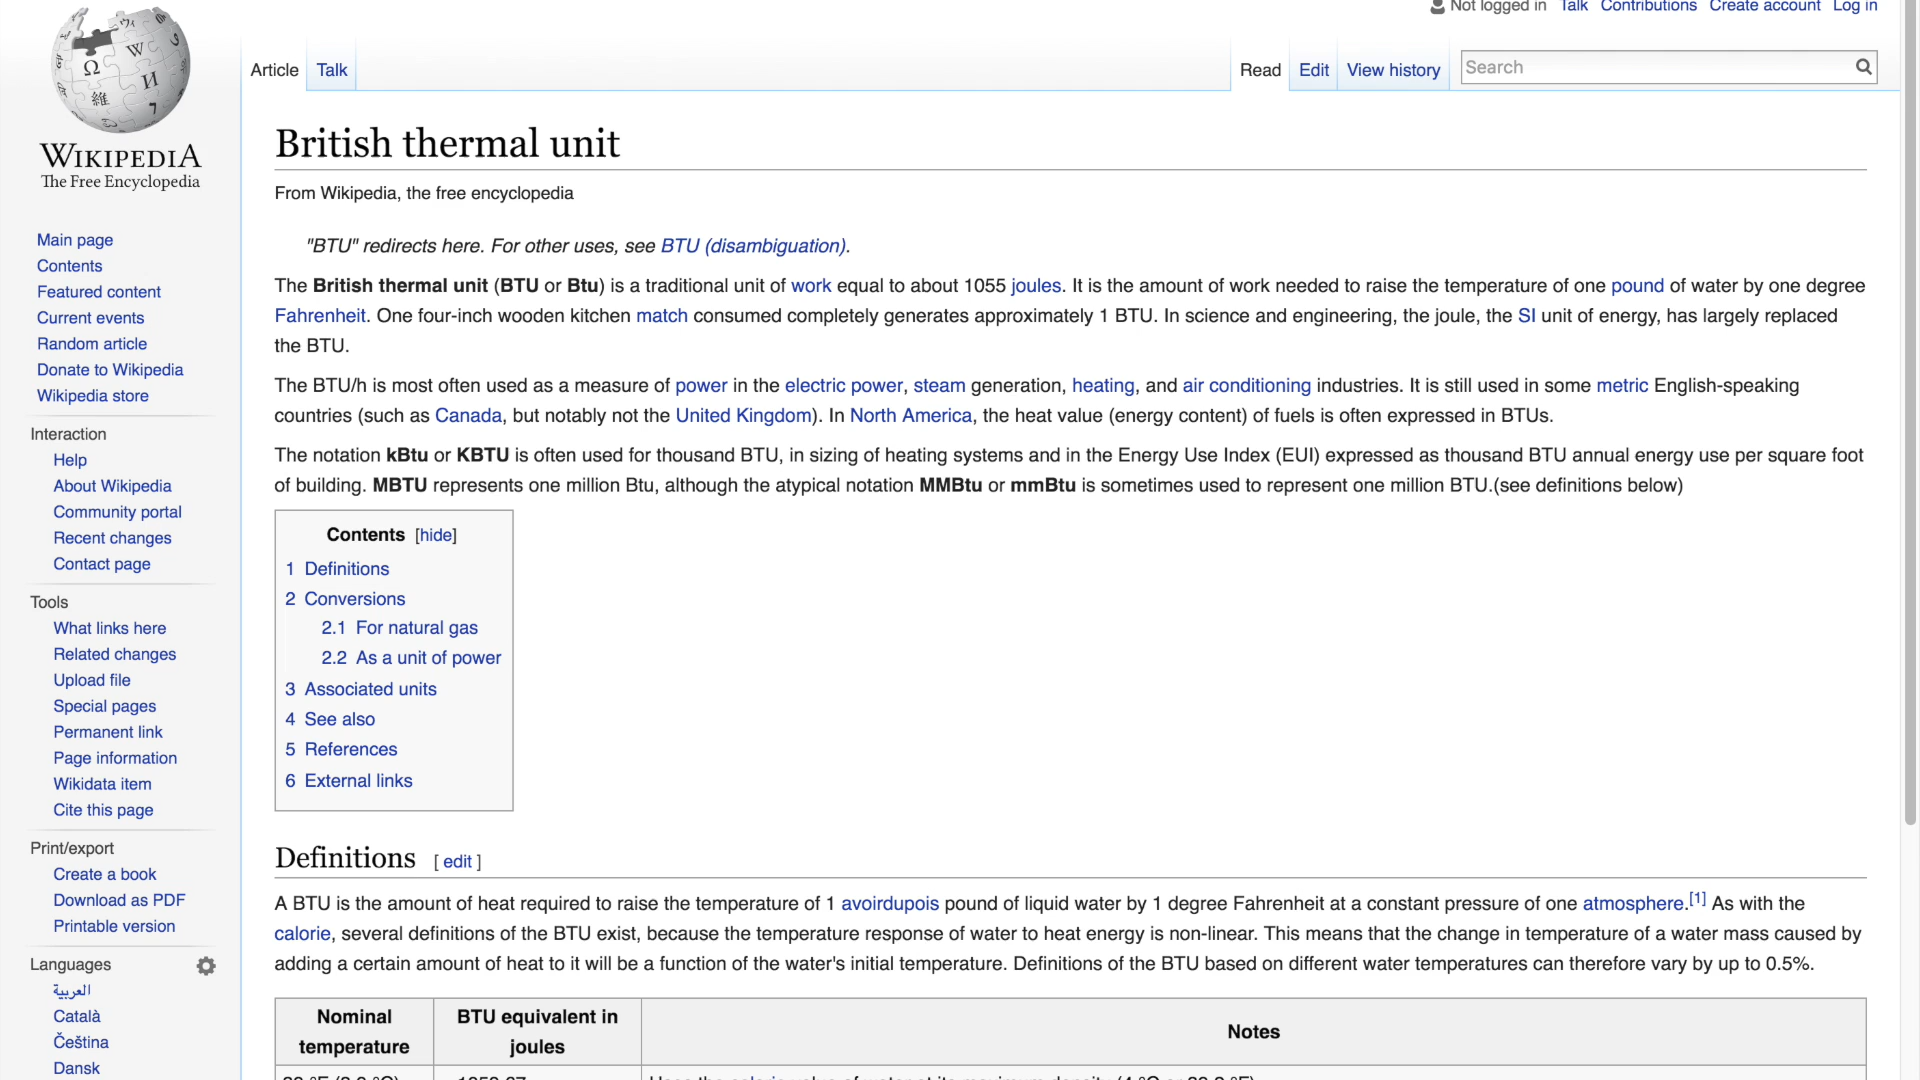 Not logged in Talk Contributions Create account Log in
Article Talk Read Edit View history Search
WIKIPEDIA
The Free Encyclopedia
Main page
Contents
Featured content
Current events
Random article
Donate to Wikipedia
Wikipedia store
Interaction
Help
About Wikipedia
Community portal
Recent changes
Contact page
Tools
What links here
Related changes
Upload file
Special pages
Permanent link
Page information
Wikidata item
Cite this page
Print/export
Create a book
Download as PDF
Printable version
Languages
العربية
Català
Čeština
Dansk
British thermal unit
From Wikipedia, the free encyclopedia
"BTU" redirects here. For other uses, see BTU (disambiguation).
The British thermal unit (BTU or Btu) is a traditional unit of work equal to about 1055 joules. It is the amount of work needed to raise the temperature of one pound of water by one degree
Fahrenheit. One four-inch wooden kitchen match consumed completely generates approximately 1 BTU. In science and engineering, the joule, the SI unit of energy, has largely replaced
the BTU.
The BTU/h is most often used as a measure of power in the electric power, steam generation, heating, and air conditioning industries. It is still used in some metric English-speaking
countries (such as Canada, but notably not the United Kingdom). In North America, the heat value (energy content) of fuels is often expressed in BTUs.
The notation kBtu or KBTU is often used for thousand BTU, in sizing of heating systems and in the Energy Use Index (EUI) expressed as thousand BTU annual energy use per square foot
of building. MBTU represents one million Btu, although the atypical notation MMBtu or mmBtu is sometimes used to represent one million BTU.(see definitions below)
Contents [hide]
1 Definitions
2 Conversions
2.1 For natural gas
2.2 As a unit of power
3 Associated units
4 See also
5 References
6 External links
Definitions [ edit ]
A BTU is the amount of heat required to raise the temperature of 1 avoirdupois pound of liquid water by 1 degree Fahrenheit at a constant pressure of one atmosphere.[1] As with the
calorie, several definitions of the BTU exist, because the temperature response of water to heat energy is non-linear. This means that the change in temperature of a water mass caused by
adding a certain amount of heat to it will be a function of the water's initial temperature. Definitions of the BTU based on different water temperatures can therefore vary by up to 0.5%.
Nominal temperature
BTU equivalent in joules
Notes